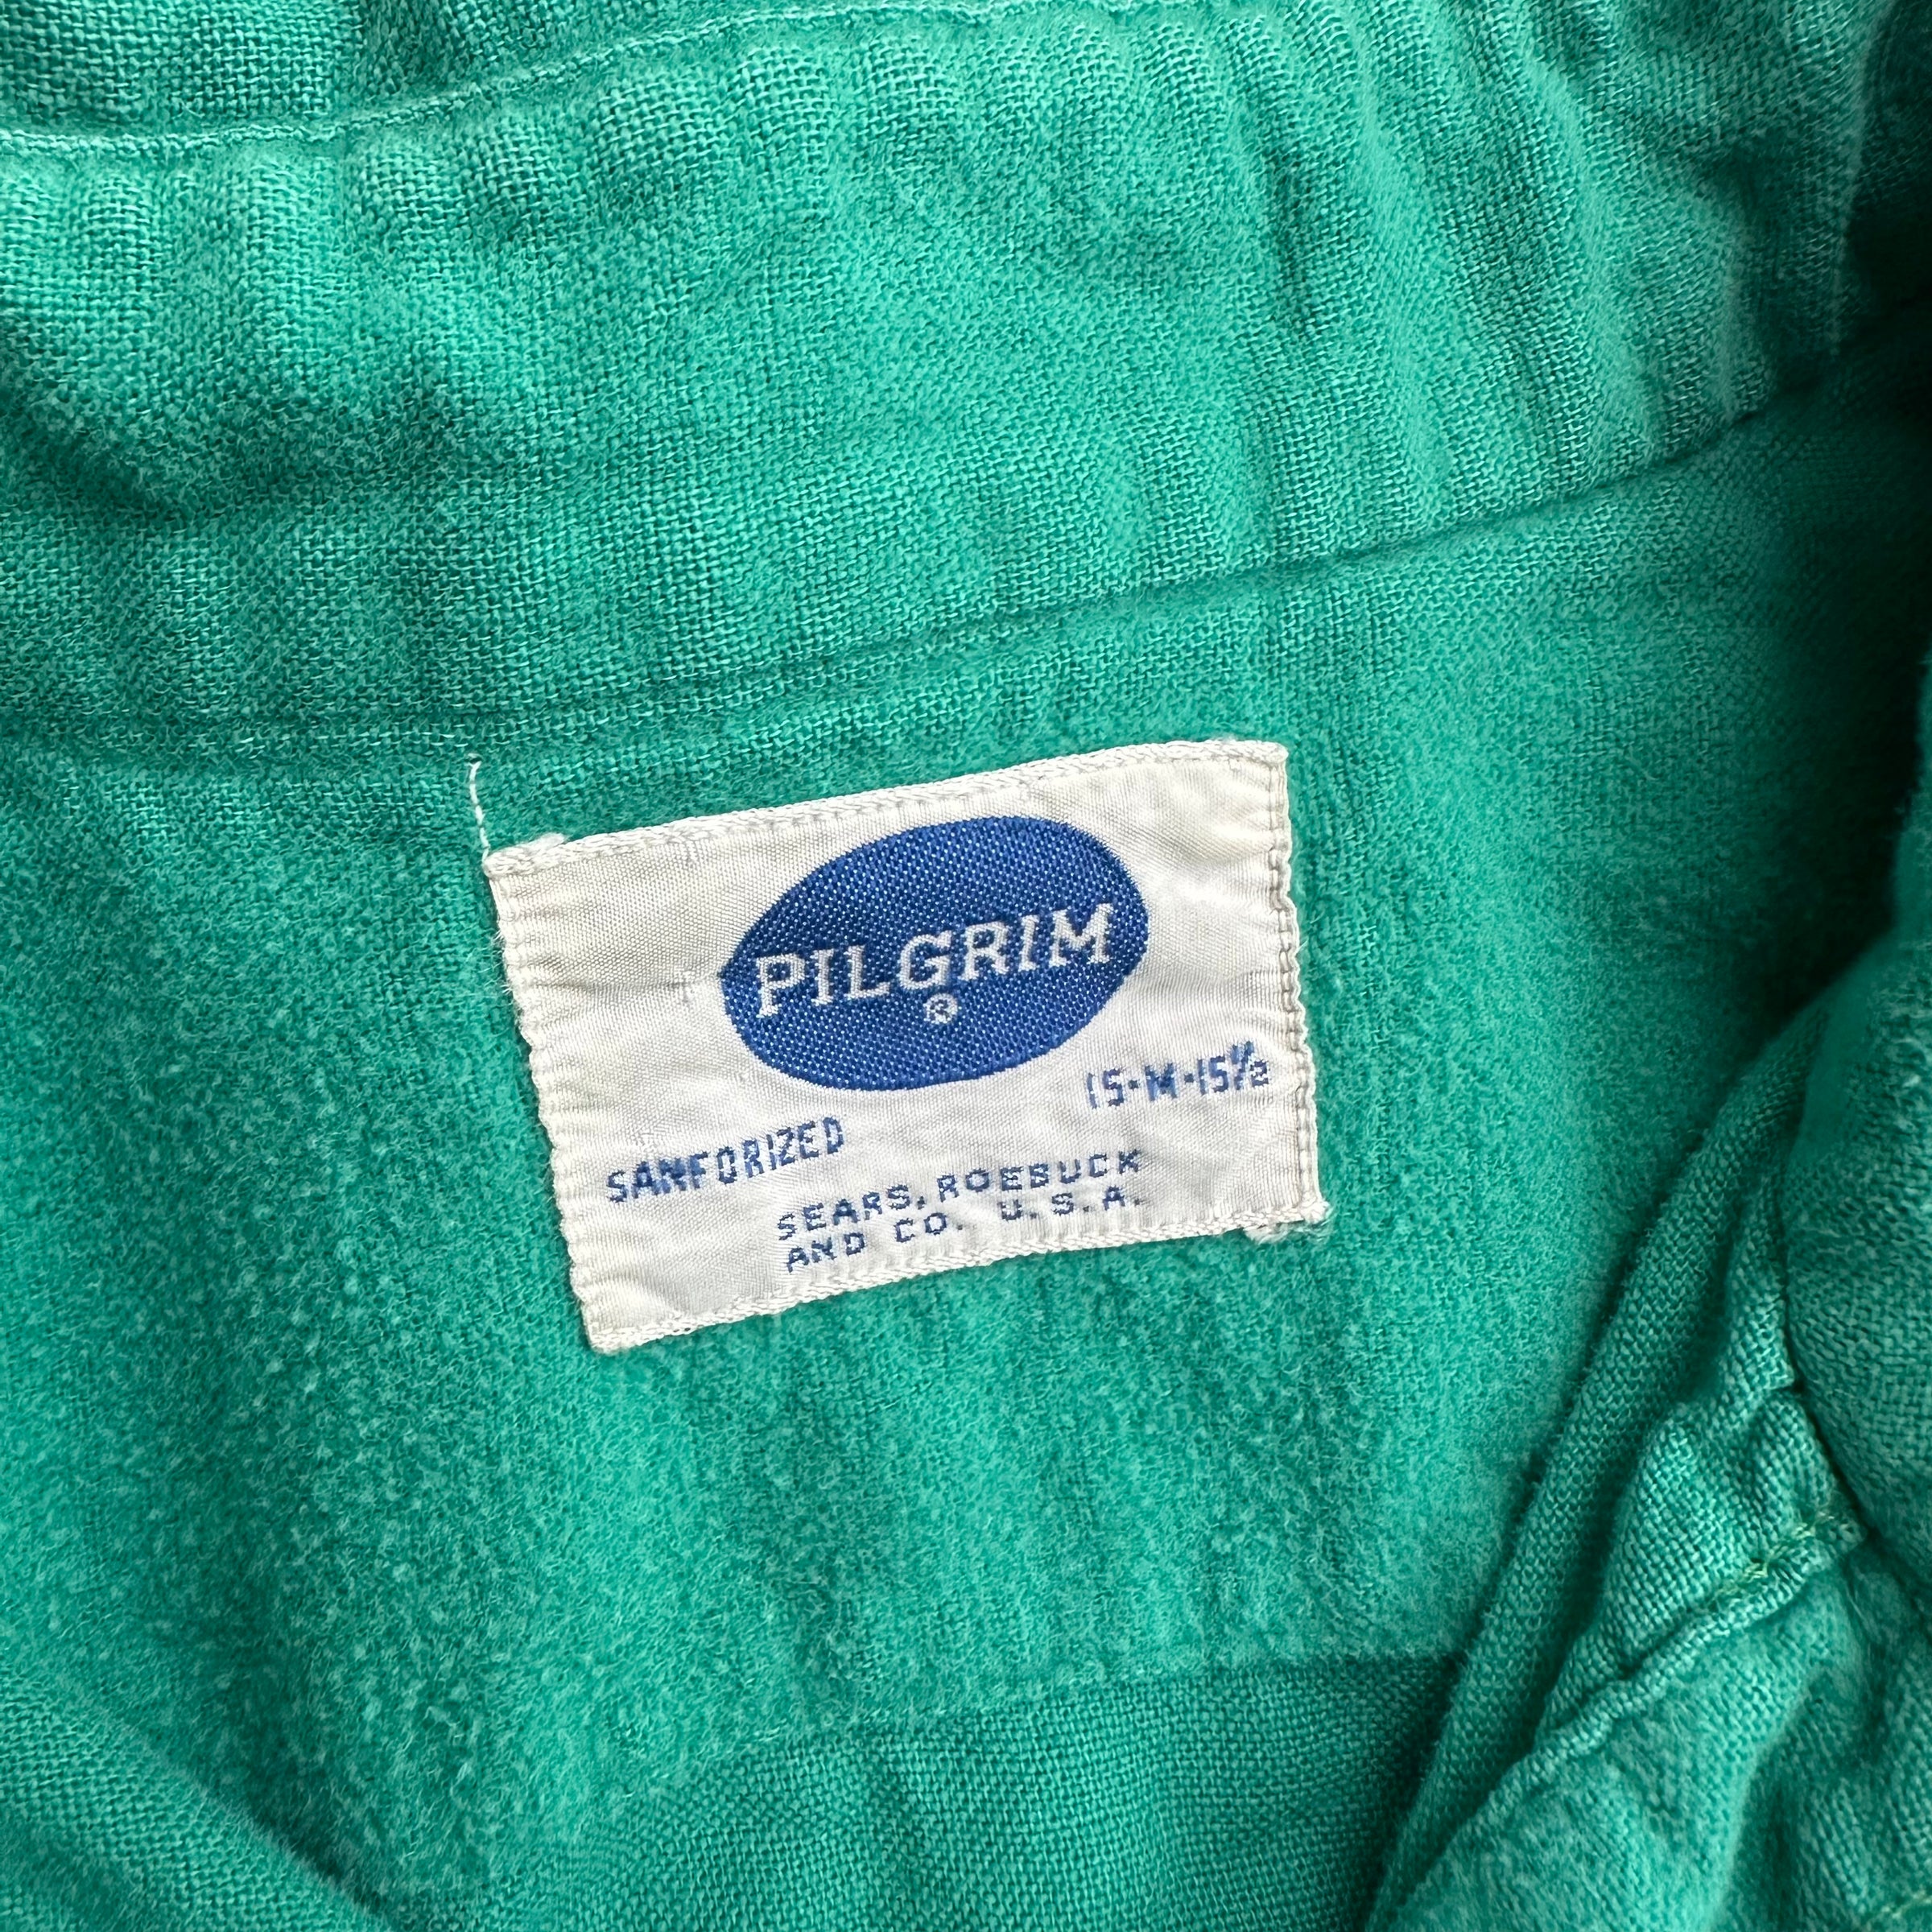 PILGRIM
®
15-M-15½
SANFORIZED
SEARS, ROEBUCK
AND CO. U.S.A.